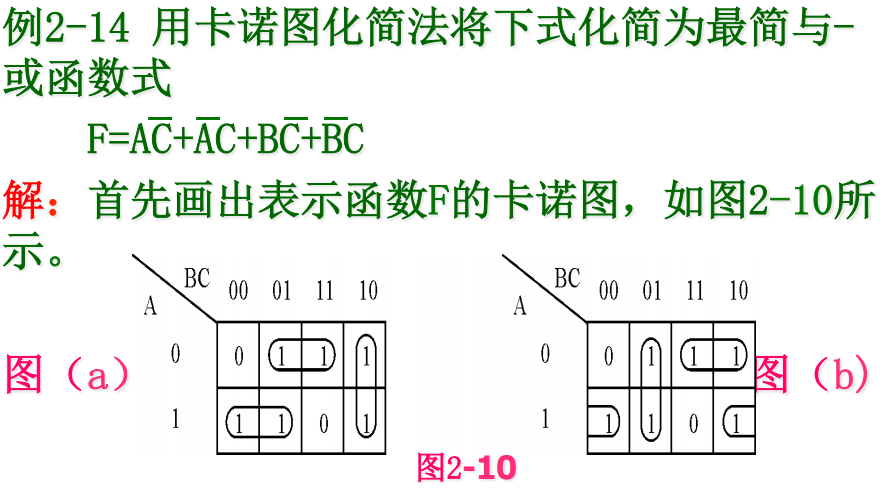 例2-14 用卡诺图化简法将下式化简为最简与-
或函数式
F=AC̅+A̅C+BC̅+B̅C
解：首先画出表示函数F的卡诺图，如图2-10所
示。
BC
A
00 01 11 10
0 0 1 1 1
1 1 1 0 1
图（a）
BC
A
00 01 11 10
0 0 1 1 1
1 1 1 0 1
图（b)
图2-10